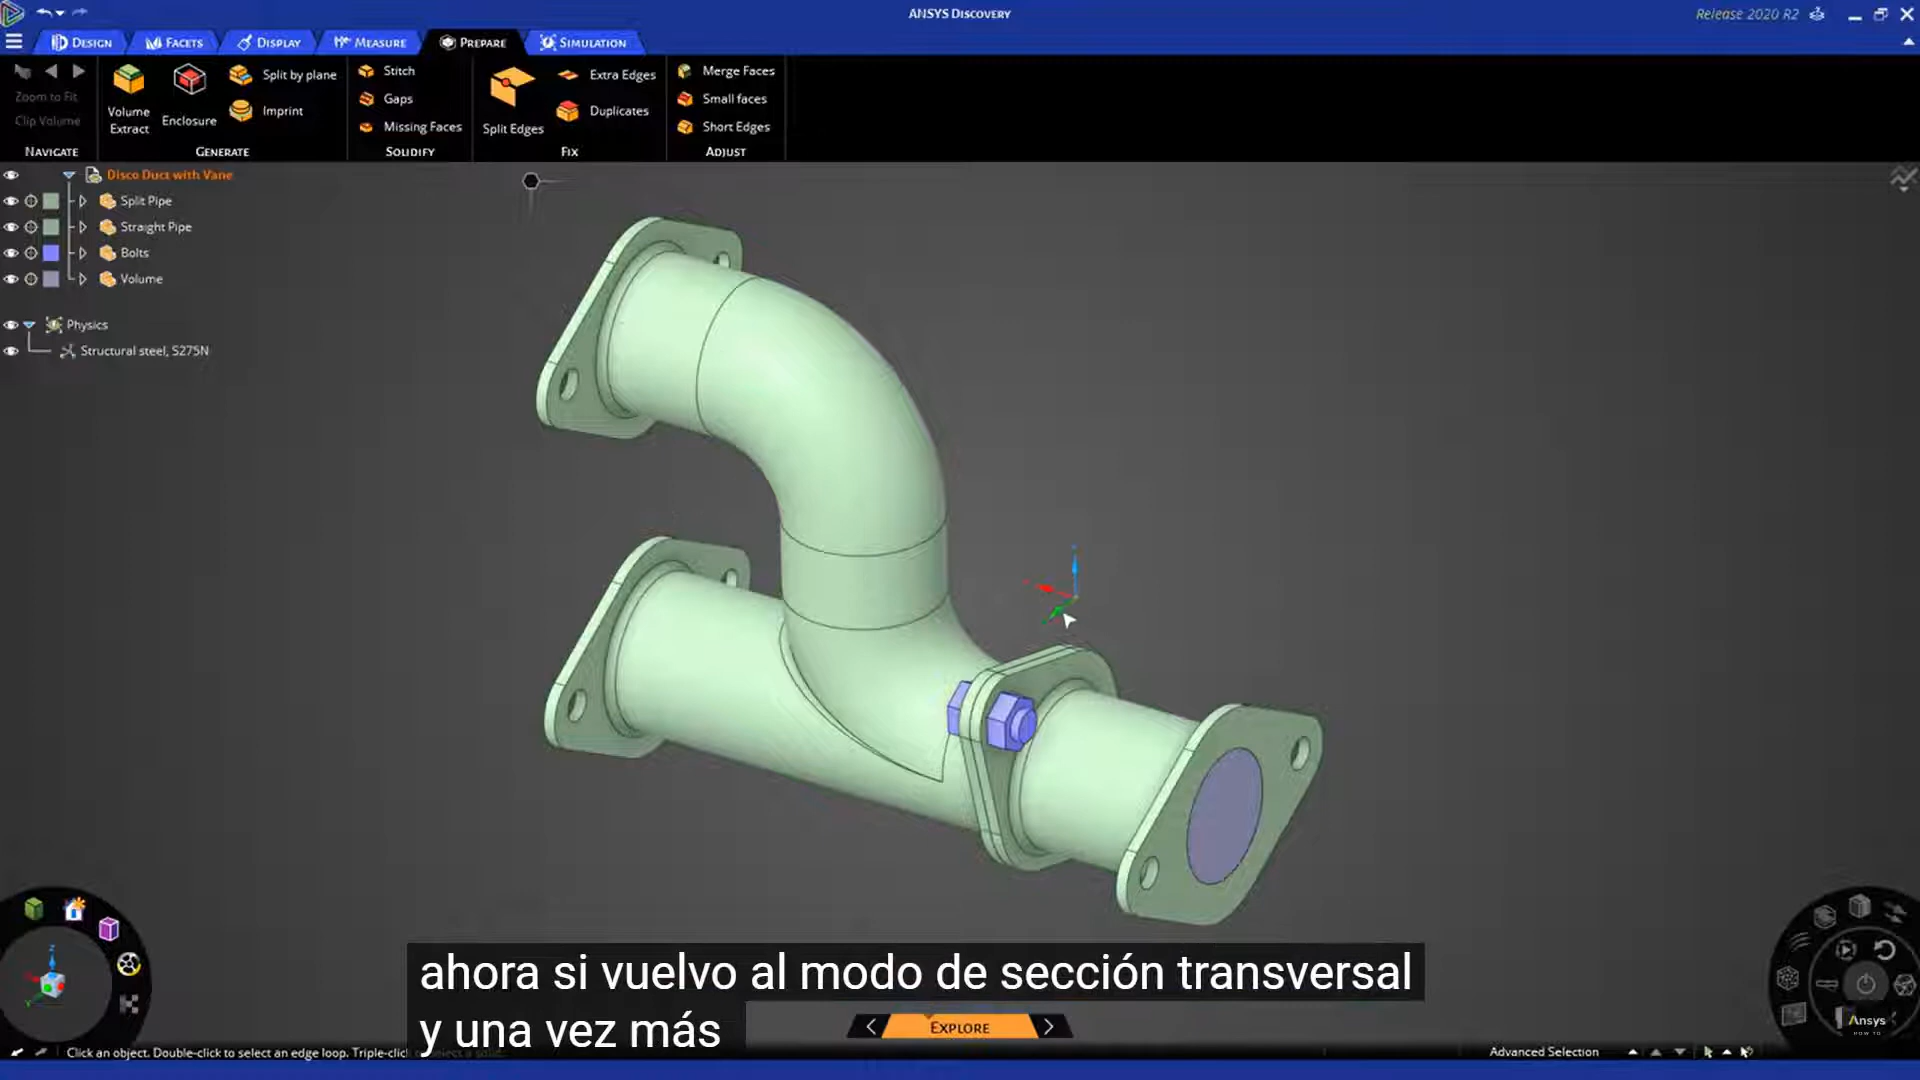 ANSYS Discovery
Release 2020 R2
Design
Facets
Display
Measure
Prepare
Simulation
Zoom to Fit
Clip Volume
Navigate
Volume Extract
Enclosure
Split by plane
Imprint
Generate
Stitch
Gaps
Missing Faces
Solidify
Split Edges
Extra Edges
Duplicates
Fix
Merge Faces
Small faces
Short Edges
Adjust
Disco Duct with Vane
Split Pipe
Straight Pipe
Bolts
Volume
Physics
Structural steel, S275N
ahora si vuelvo al modo de sección transversal
y una vez más
Explore
Ansys
HOW TO
Click an object. Double-click to select an edge loop. Triple-clic
Advanced Selection